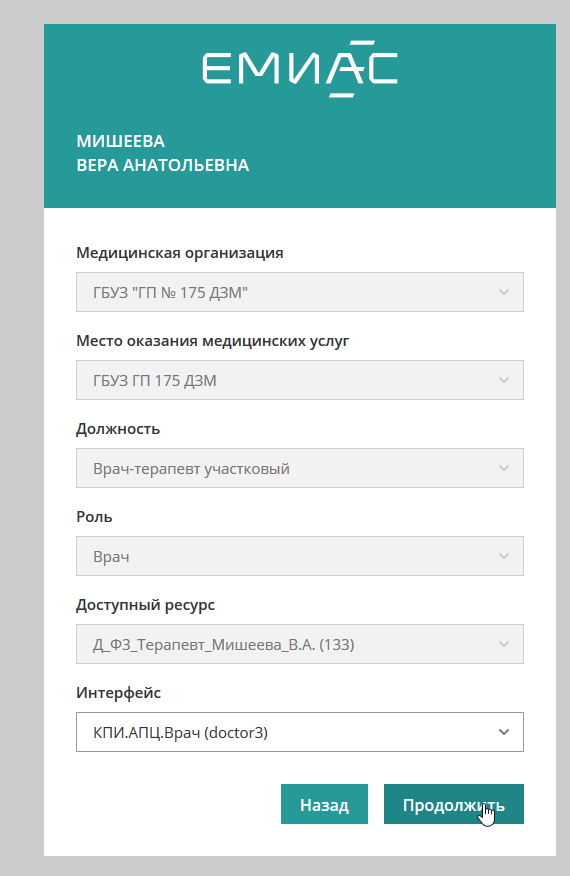 ЕМИАС
МИШЕЕВА
ВЕРА АНАТОЛЬЕВНА
Медицинская организация
ГБУЗ "ГП № 175 ДЗМ"
Место оказания медицинских услуг
ГБУЗ ГП 175 ДЗМ
Должность
Врач-терапевт участковый
Роль
Врач
Доступный ресурс
Д_ФЗ_Терапевт_Мишеева_В.А. (133)
Интерфейс
КПИ.АПЦ.Врач (doctor3)
Назад Продолжить